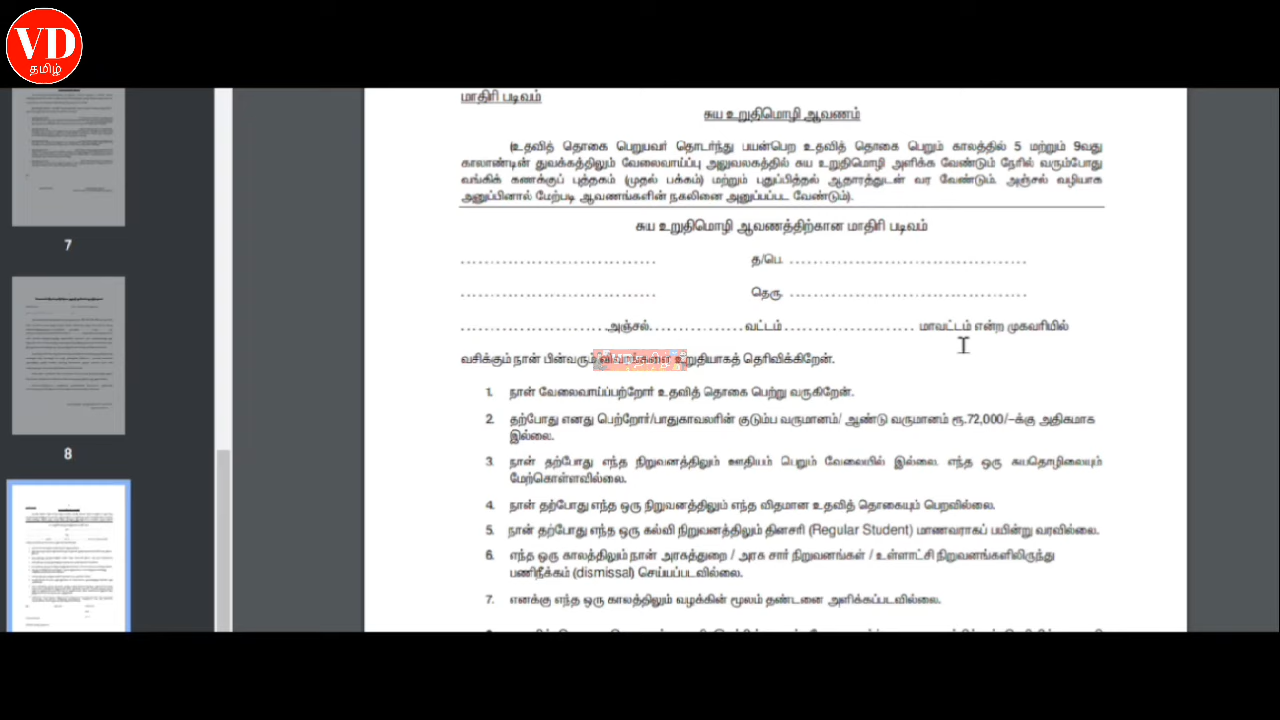 VD
தமிழ்
மாதிரி படிவம்
சுய உறுதிமொழி ஆவணம்
(உதவித் தொகை பெறுபவர் தொடர்ந்து பயன்பெற உதவித் தொகை பெறும் காலத்தில் 5 மற்றும் 9வது
காலாண்டின் துவக்கத்திலும் வேலைவாய்ப்பு அலுவலகத்தில் சுய உறுதிமொழி அளிக்க வேண்டும் நேரில் வரும்போது
வங்கிக் கணக்குப் புத்தகம் (முதல் பக்கம்) மற்றும் புதுப்பித்தல் ஆதாரத்துடன் வர வேண்டும். அஞ்சல் வழியாக
அனுப்பினால் மேற்படி ஆவணங்களின் நகலினை அனுப்பப்பட வேண்டும்).
சுய உறுதிமொழி ஆவணத்திற்கான மாதிரி படிவம்
................................ த/பெ. .......................................
................................ தெரு. .......................................
.......................அஞ்சல்...............வட்டம் .................... மாவட்டம் என்ற முகவரியில்
வசிக்கும் நான் பின்வரும் விவரங்களை உறுதியாகத் தெரிவிக்கிறேன்.
1. நான் வேலைவாய்ப்பற்றோர் உதவித் தொகை பெற்று வருகிறேன்.
2. தற்போது எனது பெற்றோர்/பாதுகாவலரின் குடும்ப வருமானம்/ ஆண்டு வருமானம் ரூ.72,000/–க்கு அதிகமாக
இல்லை.
3. நான் தற்போது எந்த நிறுவனத்திலும் ஊதியம் பெறும் வேலையில் இல்லை. எந்த ஒரு சுயதொழிலையும்
மேற்கொள்ளவில்லை.
4. நான் தற்போது எந்த ஒரு நிறுவனத்திலும் எந்த விதமான உதவித் தொகையும் பெறவில்லை.
5. நான் தற்போது எந்த ஒரு கல்வி நிறுவனத்திலும் தினசரி (Regular Student) மாணவராகப் பயின்று வரவில்லை.
6. எந்த ஒரு காலத்திலும் நான் அரசுத்துறை / அரசு சார் நிறுவனங்கள் / உள்ளாட்சி நிறுவனங்களிலிருந்து
பணிநீக்கம் (dismissal) செய்யப்படவில்லை.
7. எனக்கு எந்த ஒரு காலத்திலும் வழக்கின் மூலம் தண்டனை அளிக்கப்படவில்லை.
7
8